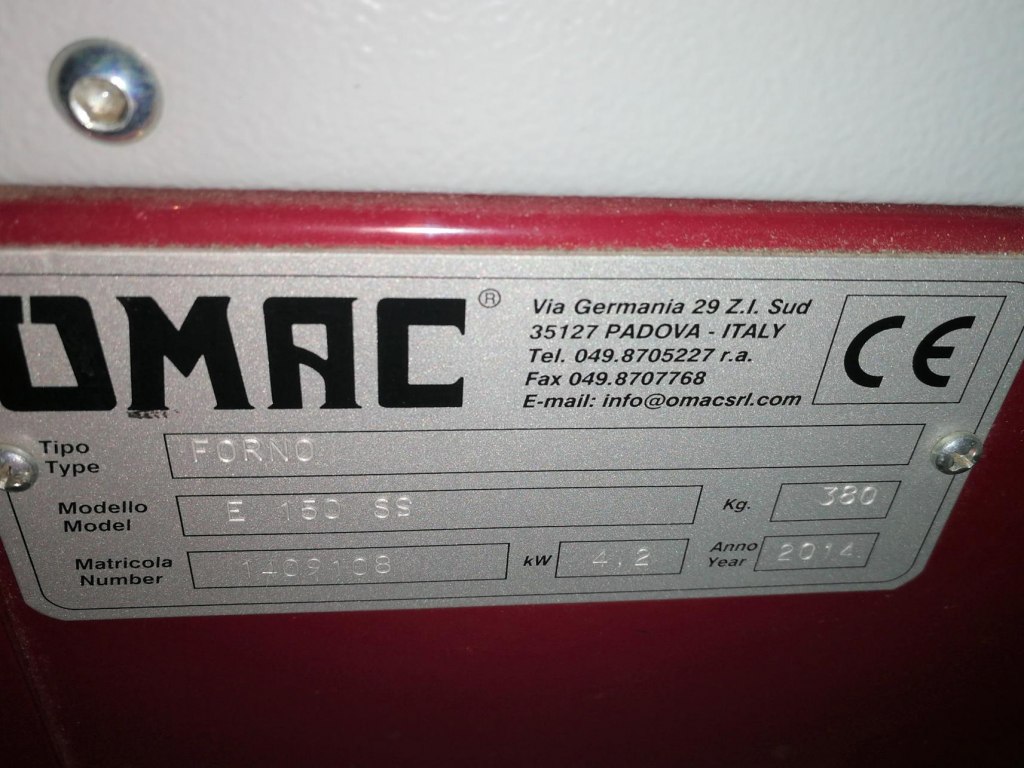 OMAC®
Via Germania 29 Z.I. Sud
35127 PADOVA - ITALY
Tel. 049.8705227 r.a.
Fax 049.8707768
E-mail: info@omacsrl.com
CE
Tipo
Type
FORNO
Modello
Model
E 150 SS
Kg. 380
Matricola
Number
1409108
kW 4,2
Anno
Year
2014